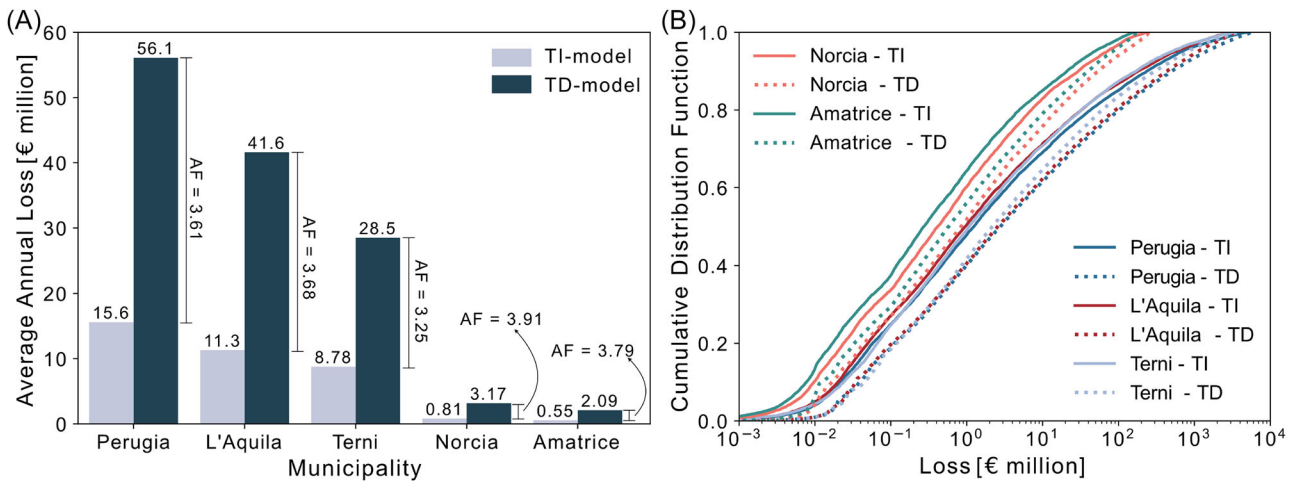 (A)
Average Annual Loss [€ million]
60
50
40
30
20
10
0
TI-model
TD-model
56.1
15.6
AF = 3.61
41.6
11.3
AF = 3.68
28.5
8.78
AF = 3.25
AF = 3.91
3.17
0.81
AF = 3.79
2.09
0.55
Perugia
L'Aquila
Terni
Norcia
Amatrice
Municipality
(B)
Cumulative Distribution Function
1.0
0.8
0.6
0.4
0.2
0.0
Norcia - TI
Norcia - TD
Amatrice - TI
Amatrice - TD
Perugia - TI
Perugia - TD
L'Aquila - TI
L'Aquila - TD
Terni - TI
Terni - TD
10⁻³
10⁻²
10⁻¹
10⁰
10¹
10²
10³
10⁴
Loss [€ million]